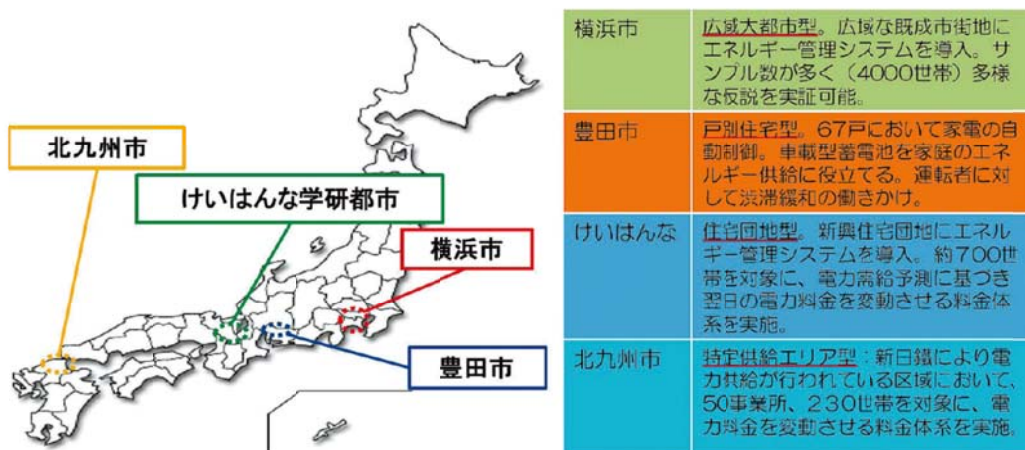 北九州市
けいはんな学研都市
横浜市
豊田市
横浜市
広域大都市型。広域な既成市街地に
エネルギー管理システムを導入。サ
ンプル数が多く（4000世帯）多様
な仮説を実証可能。
豊田市
戸別住宅型。67戸において家電の自
動制御。車載型蓄電池を家庭のエネ
ルギー供給に役立てる。運転者に対
して渋滞緩和の働きかけ。
けいはんな
住宅団地型。新興住宅団地にエネル
ギー管理システムを導入。約700世
帯を対象に、電力需給予測に基づき
翌日の電力料金を変動させる料金体
系を実施。
北九州市
特定供給エリア型：新日鐵により電
力供給が行われている区域において、
50事業所、230世帯を対象に、電
力料金を変動させる料金体系を実施。